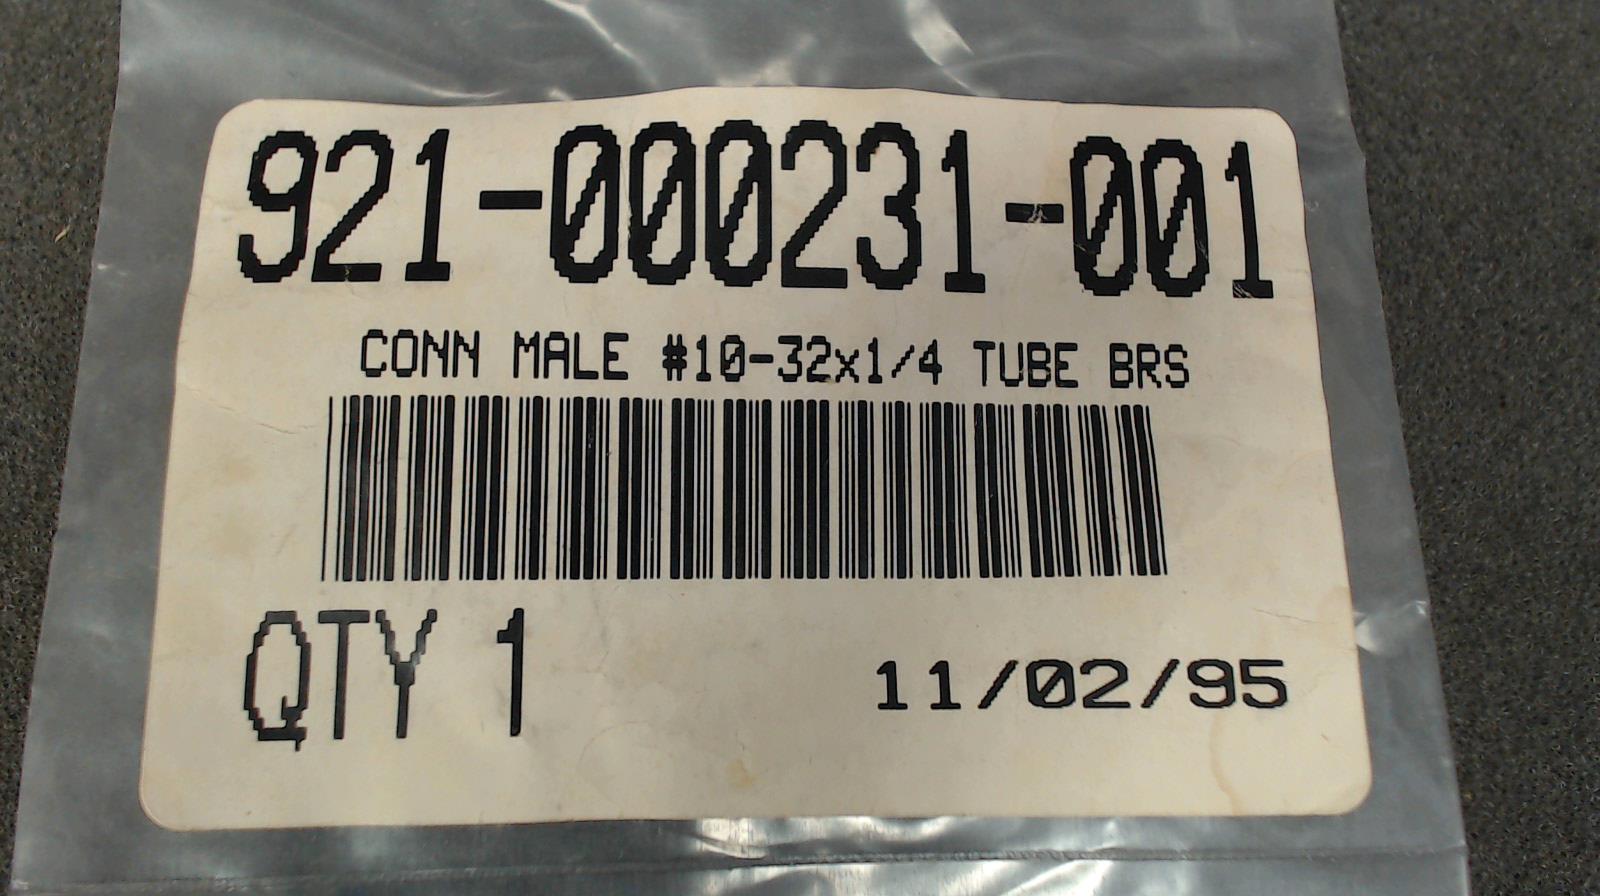 921-000231-001
CONN MALE #10-32x1/4 TUBE BRS
QTY 1
11/02/95